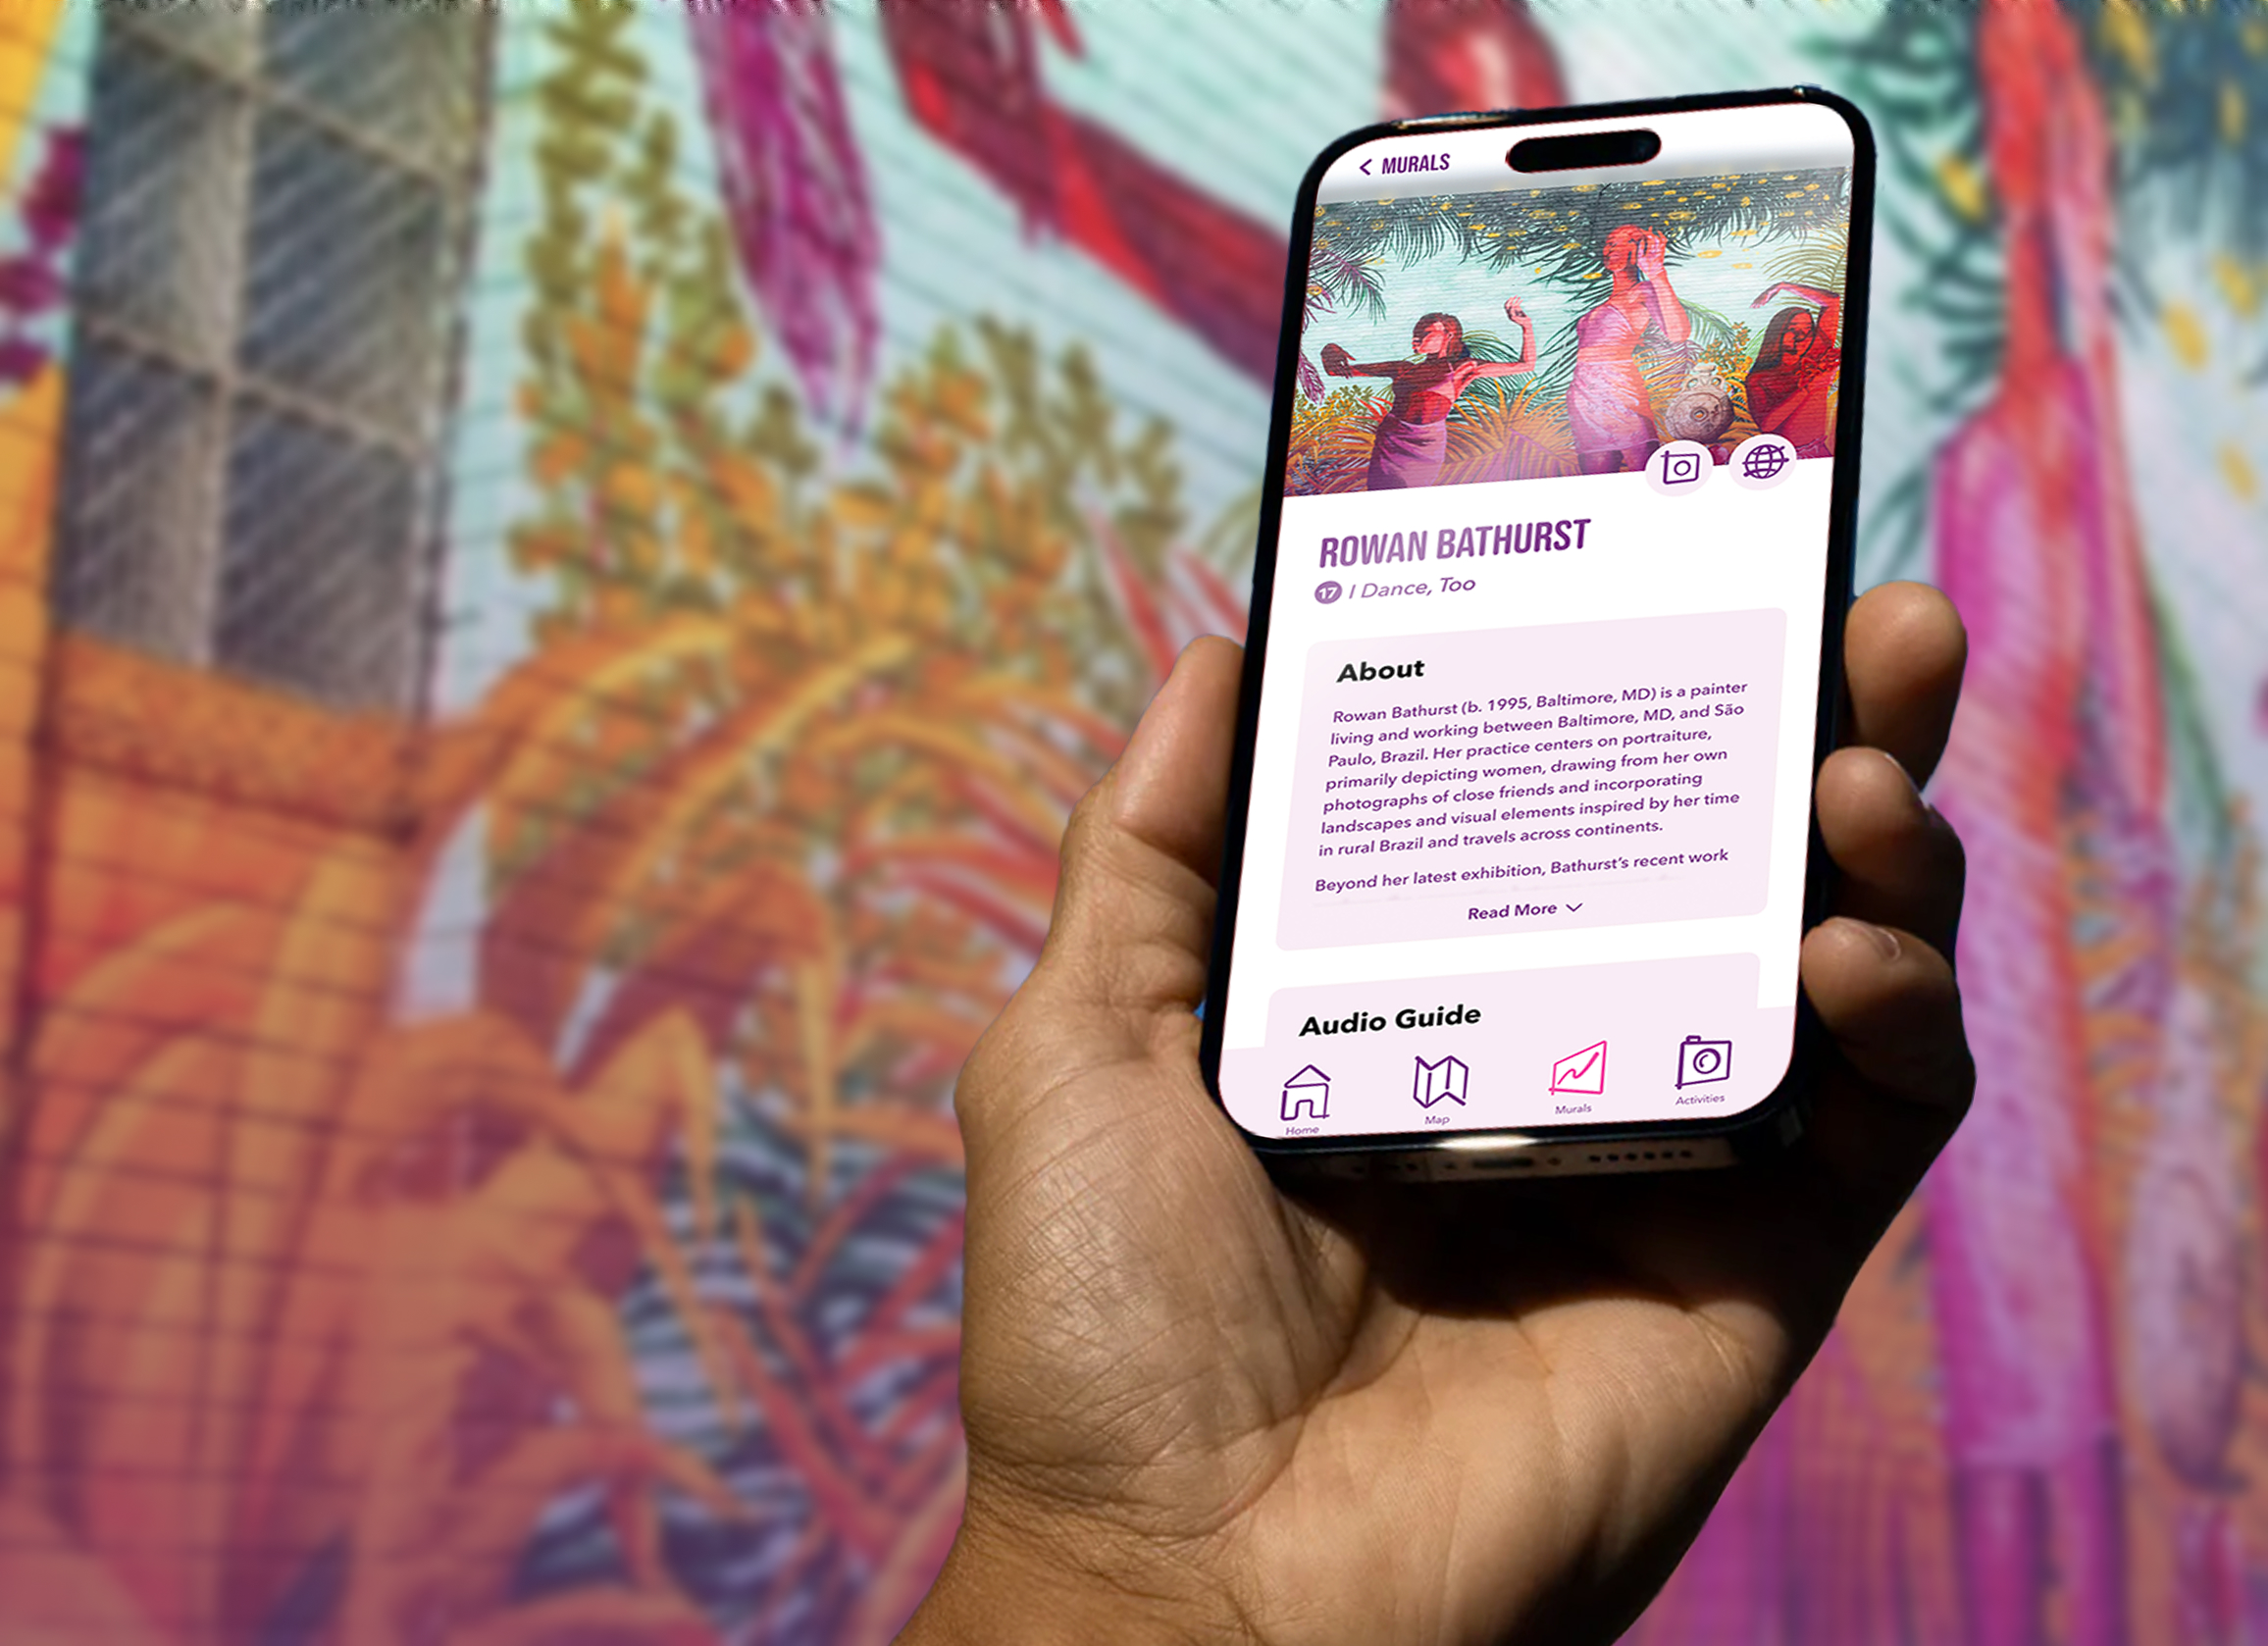 < MURALS
ROWAN BATHURST
17 I Dance, Too
About
Rowan Bathurst (b. 1995, Baltimore, MD) is a painter
living and working between Baltimore, MD, and São
Paulo, Brazil. Her practice centers on portraiture,
primarily depicting women, drawing from her own
photographs of close friends and incorporating
landscapes and visual elements inspired by her time
in rural Brazil and travels across continents.
Beyond her latest exhibition, Bathurst's recent work
Read More
Audio Guide
Home Map Murals Activities